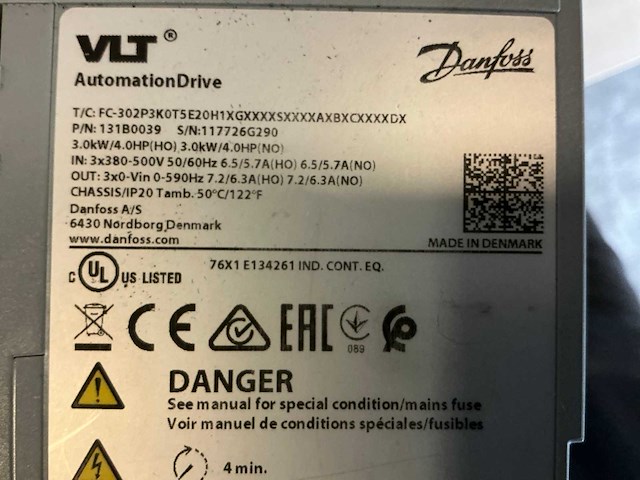 VLT ®
Danfoss
AutomationDrive
T/C: FC-302P3K0T5E20H1XGXXXXSXXXXAXBXCXXXXDX
P/N: 131B0039 S/N:117726G290
3.0kW/4.0HP(HO) 3.0kW/4.0HP(NO)
IN: 3x380-500V 50/60Hz 6.5/5.7A(HO) 6.5/5.7A(NO)
OUT: 3x0-Vin 0-590Hz 7.2/6.3A(HO) 7.2/6.3A(NO)
CHASSIS/IP20 Tamb. 50°C/122°F
Danfoss A/S
6430 Nordborg Denmark
www.danfoss.com
MADE IN DENMARK
c UL US LISTED 76X1 E134261 IND. CONT. EQ.
CE EAC 089
DANGER
See manual for special condition/mains fuse
Voir manuel de conditions spéciales/fusibles
4 min.